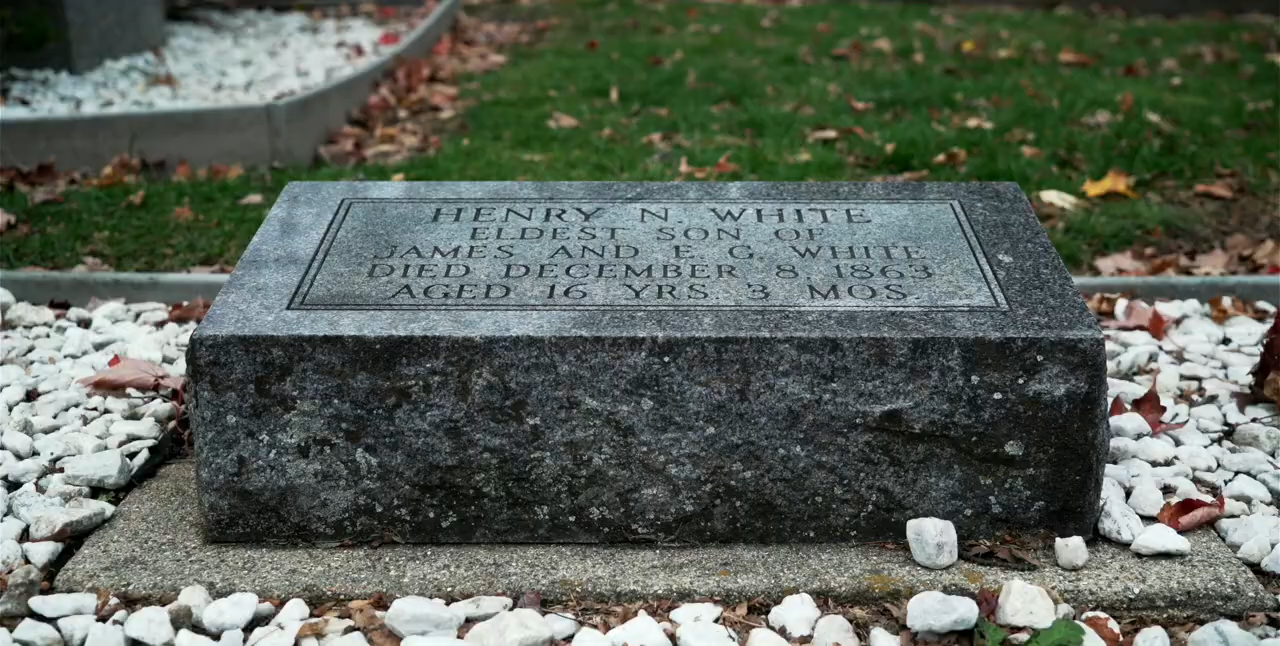 HENRY N. WHITE
ELDEST SON OF
JAMES AND E. G. WHITE
DIED DECEMBER 8, 1863
AGED 16 YRS. 3 MOS.